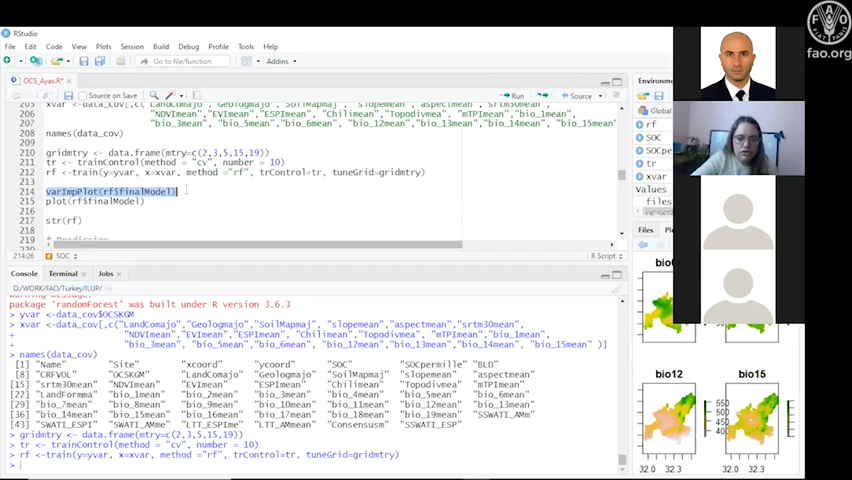 RStudio
File Edit Code View Plots Session Build Debug Profile Tools Help
Go to file/function
Addins
OCS_Ayas.R*
Source on Save
Run
Source
206 "NDVImean","EVImean","ESPImean", "Chilimean","Topodivmea", "mTPImean","bio_1mean",
207 "bio_3mean", "bio_5mean","bio_6mean", "bio_12mean","bio_13mean","bio_14mean", "bio_15mean"
208 names(data_cov)
209
210 gridmtry <- data.frame(mtry=c(2,3,5,15,19))
211 tr <- trainControl(method = "cv", number = 10)
212 rf <-train(y=yvar, x=xvar, method ="rf", trControl=tr, tuneGrid=gridmtry)
213
214 varImpPlot(rf$finalModel)
215 plot(rf$finalModel)
216
217 str(rf)
218
219
214:26
SOC
R Script
Console Terminal Jobs
D:/WORK/FAO/Turkey/ILUP/
package 'randomForest' was built under R version 3.6.3
> yvar <-data_cov$OCSKGM
> xvar <-data_cov[,c("LandComajo","Geologmajo","SoilMapmaj", "slopemean","aspectmean","srtm30mean",
+ "NDVImean","EVImean","ESPImean", "Chilimean","Topodivmea", "mTPImean","bio_1mean",
+ "bio_3mean", "bio_5mean","bio_6mean", "bio_12mean","bio_13mean","bio_14mean", "bio_15mean" )]
> names(data_cov)
[1] "Name" "Site" "xcoord" "ycoord" "SOC" "SOCpermille" "BLD"
[8] "CRFVOL" "OCSKGM" "LandComajo" "Geologmajo" "SoilMapmaj" "slopemean" "aspectmean"
[15] "srtm30mean" "NDVImean" "EVImean" "ESPImean" "Chilimean" "Topodivmea" "mTPImean"
[22] "LandFormma" "bio_1mean" "bio_2mean" "bio_3mean" "bio_4mean" "bio_5mean" "bio_6mean"
[29] "bio_7mean" "bio_8mean" "bio_9mean" "bio_10mean" "bio_11mean" "bio_12mean" "bio_13mean"
[36] "bio_14mean" "bio_15mean" "bio_16mean" "bio_17mean" "bio_18mean" "bio_19mean" "SSWATI_AMm"
[43] "SWATI_ESPI" "SWATI_AMme" "LTT_ESPIme" "LTT_AMmean" "Consensusm" "SSWATI_ESP"
> gridmtry <- data.frame(mtry=c(2,3,5,15,19))
> tr <- trainControl(method = "cv", number = 10)
> rf <-train(y=yvar, x=xvar, method ="rf", trControl=tr, tuneGrid=gridmtry)
>
Global
rf
SOC
SOCpe
tr
xvar
Values
files
Files
bio12 bio15
550
500
450
400
32.0 32.3 32.0 32.3
FAO
FIAT PANIS
fao.org